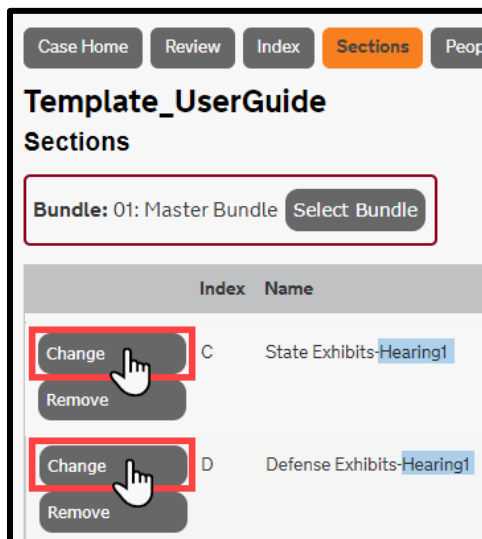 Case Home Review Index Sections Peop
Template_UserGuide
Sections
Bundle: 01: Master Bundle Select Bundle
Index Name
Change C State Exhibits-Hearing1
Remove
Change D Defense Exhibits-Hearing1
Remove